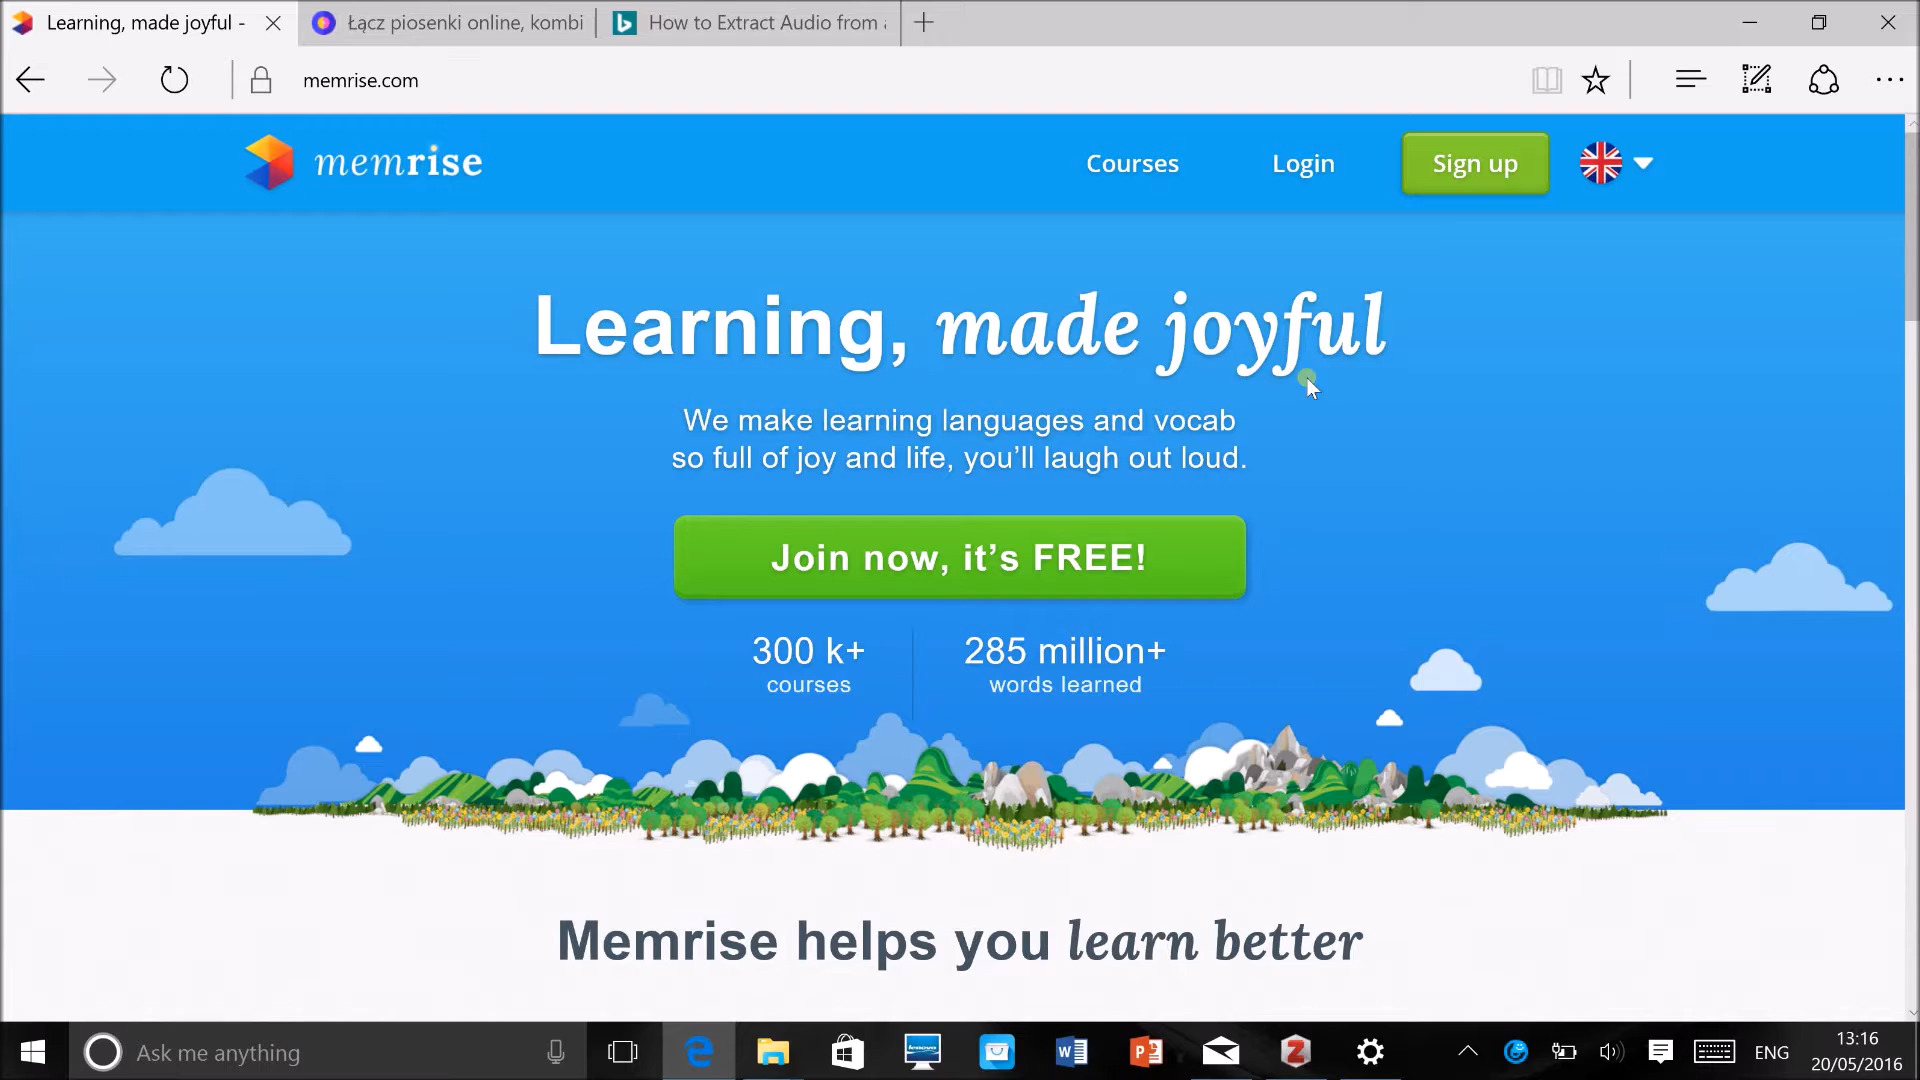 Learning, made joyful -
Łącz piosenki online, kombi
How to Extract Audio from
memrise.com
memrise
Courses
Login
Sign up
Learning, made joyful
We make learning languages and vocab
so full of joy and life, you'll laugh out loud.
Join now, it's FREE!
300 k+
courses
285 million+
words learned
Memrise helps you learn better
Ask me anything
ENG
13:16
20/05/2016